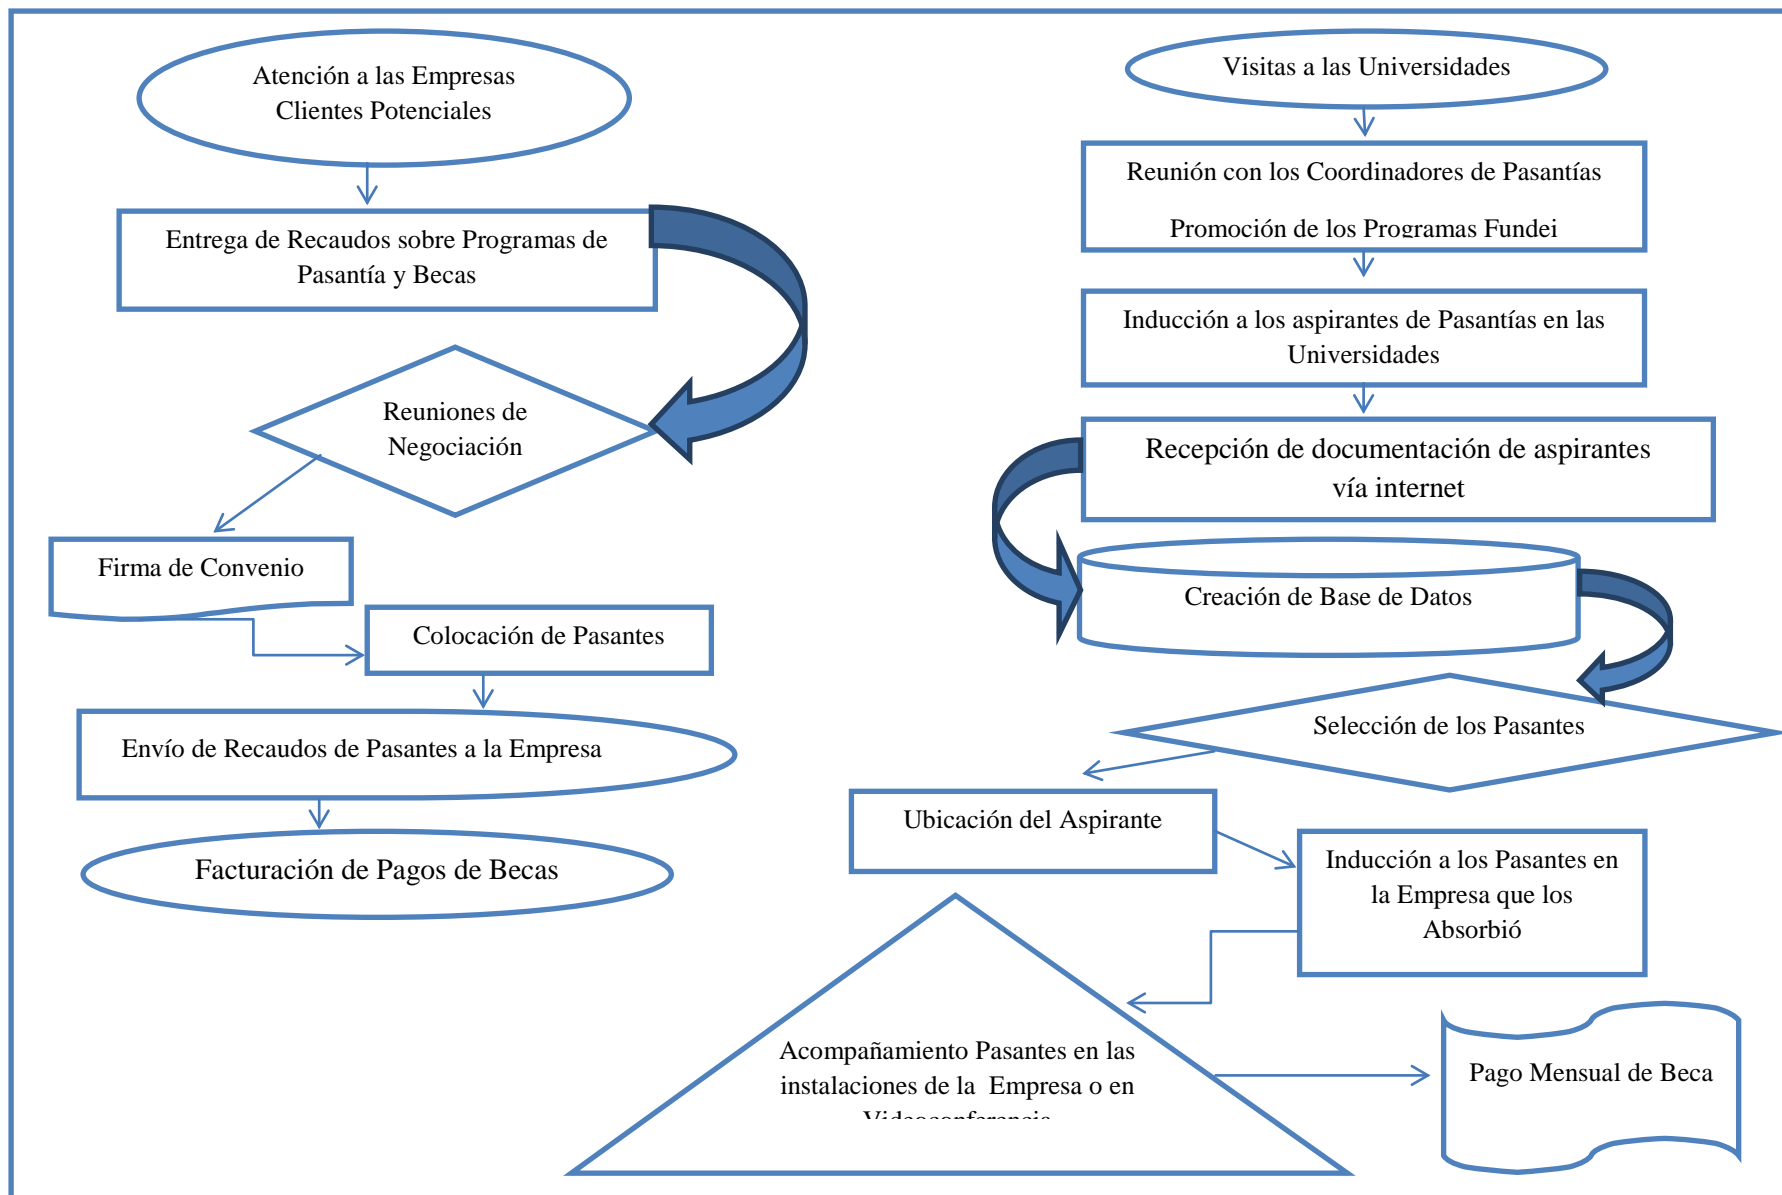 Atención a las Empresas
Clientes Potenciales
Entrega de Recaudos sobre Programas de
Pasantía y Becas
Reuniones de
Negociación
Firma de Convenio
Colocación de Pasantes
Envío de Recaudos de Pasantes a la Empresa
Facturación de Pagos de Becas
Visitas a las Universidades
Reunión con los Coordinadores de Pasantías
Promoción de los Programas Fundei
Inducción a los aspirantes de Pasantías en las
Universidades
Recepción de documentación de aspirantes
vía internet
Creación de Base de Datos
Selección de los Pasantes
Ubicación del Aspirante
Inducción a los Pasantes en
la Empresa que los
Absorbió
Acompañamiento Pasantes en las
instalaciones de la Empresa o en
Videoconferencia
Pago Mensual de Beca